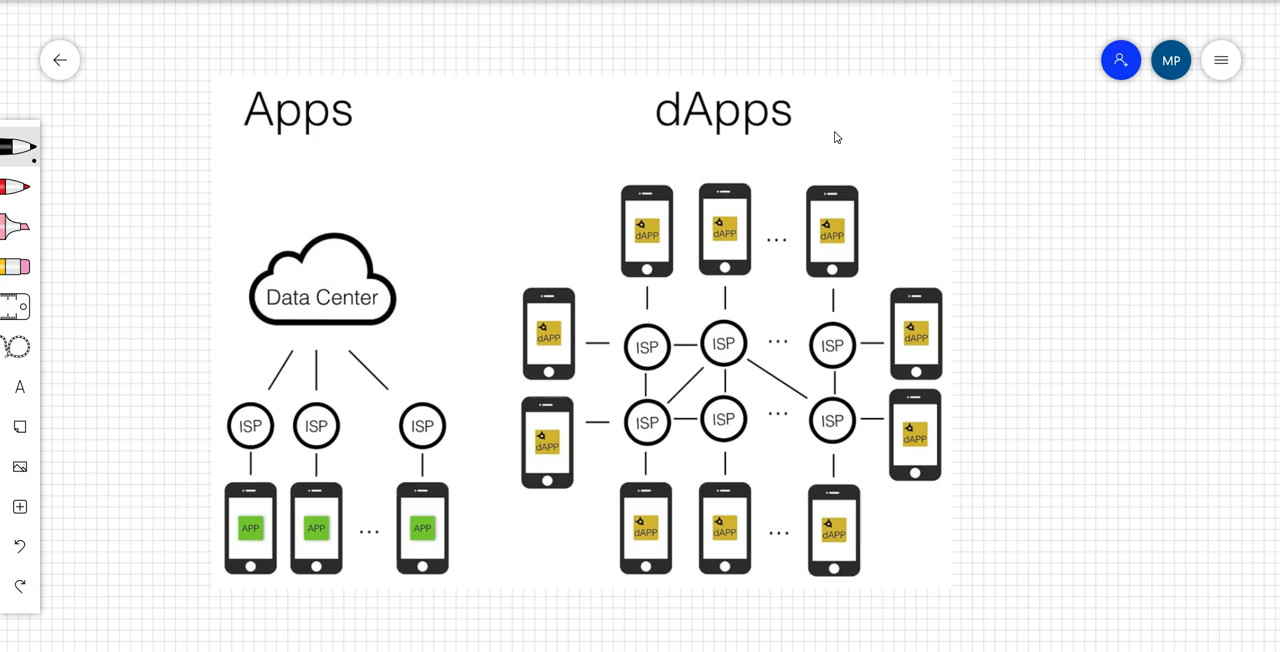 MP
A
Apps
dApps
Data Center
ISP
ISP
ISP
APP
APP
...
APP
dAPP
dAPP
...
dAPP
dAPP
dAPP
ISP
ISP
...
ISP
ISP
ISP
...
ISP
dAPP
dAPP
dAPP
dAPP
...
dAPP